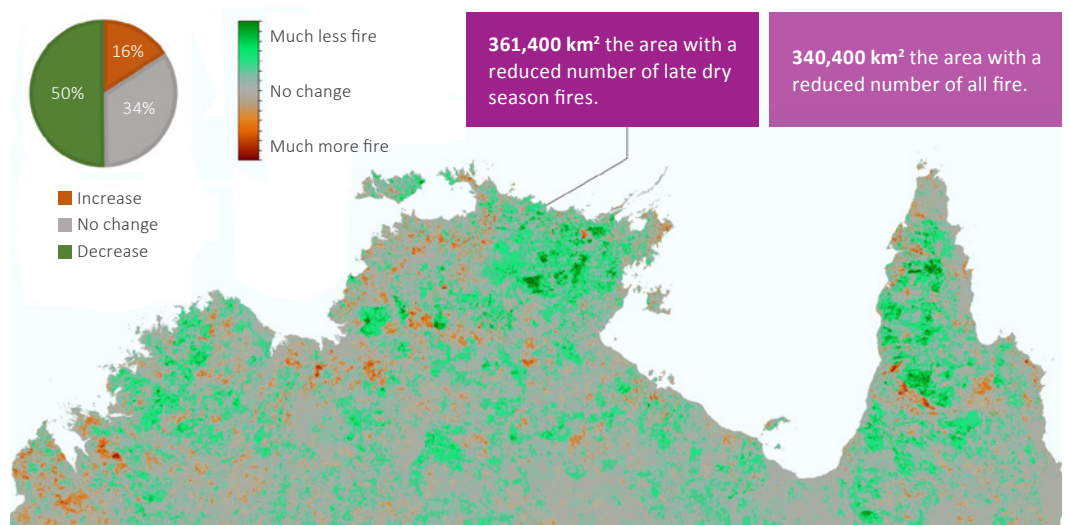 16%
50%
34%
Increase
No change
Decrease
Much less fire
No change
Much more fire
361,400 km² the area with a
reduced number of late dry
season fires.
340,400 km² the area with a
reduced number of all fire.